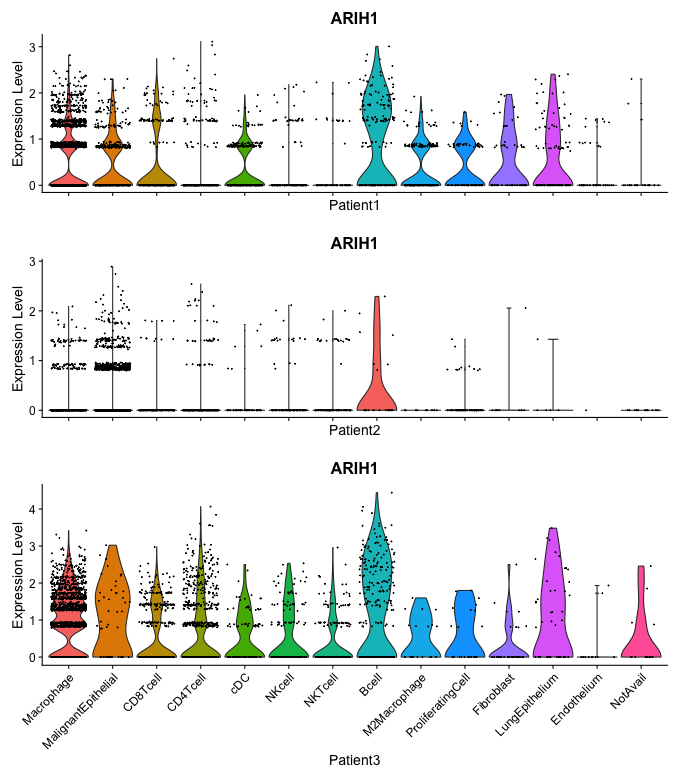 ARIH1
Expression Level
3
2
1
0
Patient1
ARIH1
Expression Level
3
2
1
0
Patient2
ARIH1
Expression Level
4
3
2
1
0
Macrophage
MalignantEpithelial
CD8Tcell
CD4Tcell
cDC
NKcell
NKTcell
Bcell
M2Macrophage
ProliferatingCell
Fibroblast
LungEpithelium
Endothelium
NotAvail
Patient3